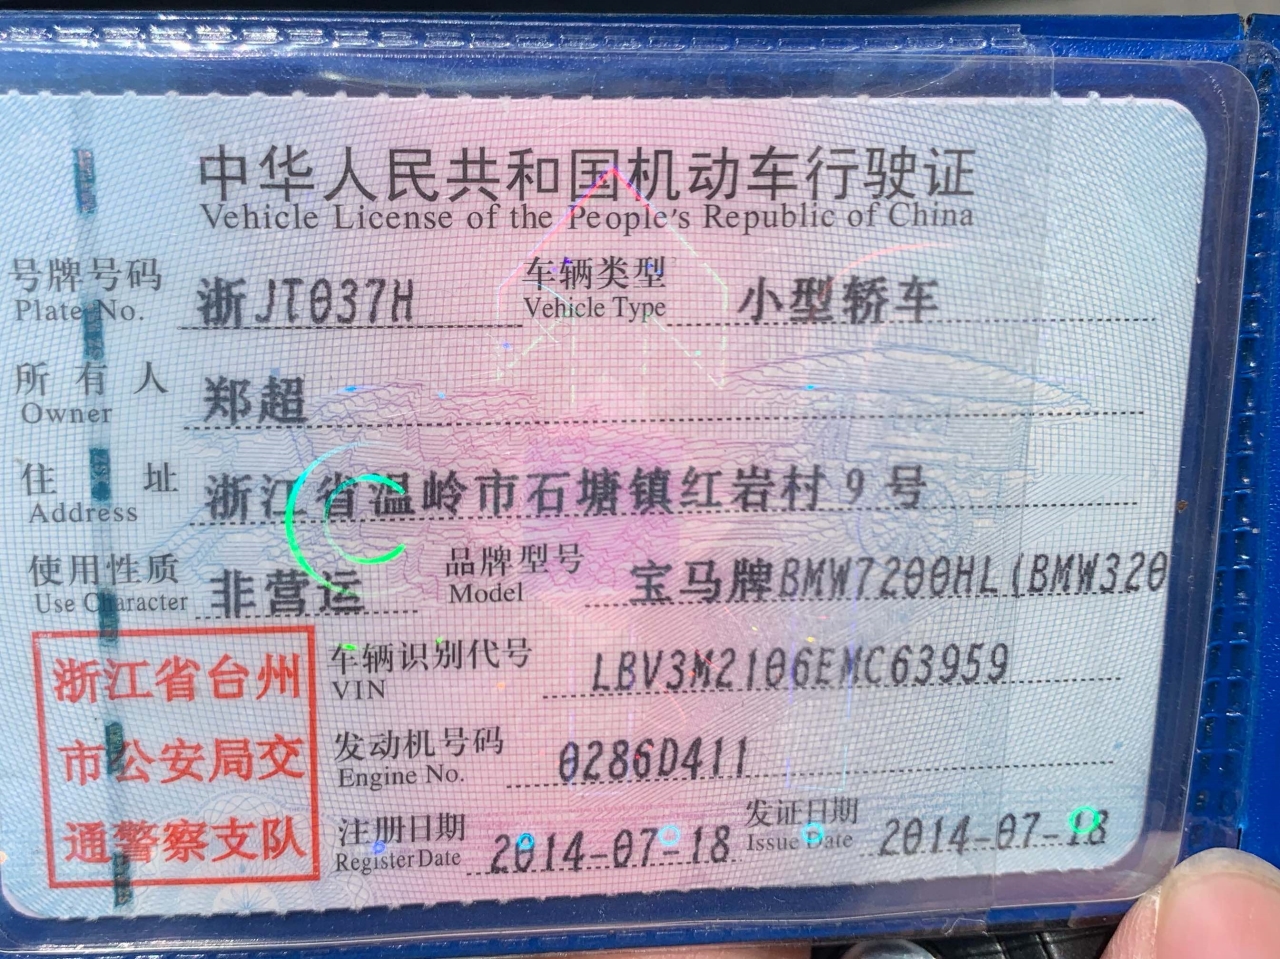 中华人民共和国机动车行驶证
Vehicle License of the People's Republic of China
号牌号码 浙JT037H 车辆类型 小型轿车
Plate No. Vehicle Type
所有人 郑超
Owner
住址 浙江省温岭市石塘镇红岩村9号
Address
使用性质 非营运 品牌型号 宝马牌BMW7200HL(BMW320
Use Character Model
浙江省台州
市公安局交
通警察支队
车辆识别代号 LBV3M2106EMC63959
VIN
发动机号码 0286D411
Engine No.
注册日期 2014-07-18 发证日期 2014-07-18
Register Date Issue Date